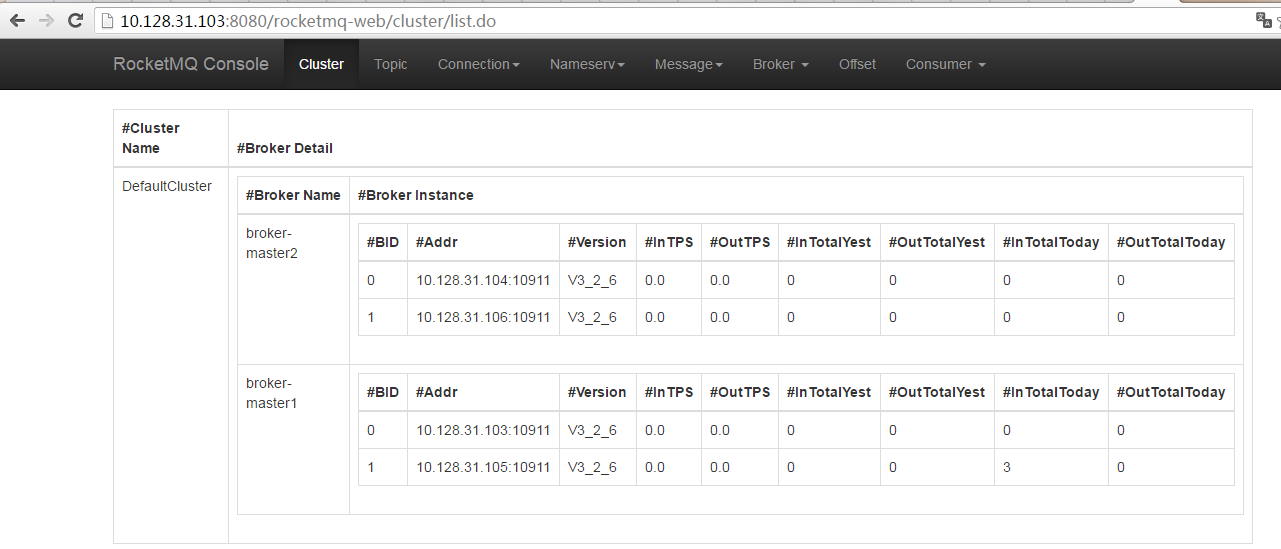 10.128.31.103:8080/rocketmq-web/cluster/list.do
RocketMQ Console Cluster Topic Connection Nameserv Message Broker Offset Consumer
#Cluster
Name
#Broker Detail
DefaultCluster
#Broker Name #Broker Instance
broker-
master2
#BID #Addr #Version #InTPS #OutTPS #InTotalYest #OutTotalYest #InTotalToday #OutTotalToday
0 10.128.31.104:10911 V3_2_6 0.0 0.0 0 0 0 0
1 10.128.31.106:10911 V3_2_6 0.0 0.0 0 0 0 0
broker-
master1
#BID #Addr #Version #InTPS #OutTPS #InTotalYest #OutTotalYest #InTotalToday #OutTotalToday
0 10.128.31.103:10911 V3_2_6 0.0 0.0 0 0 0 0
1 10.128.31.105:10911 V3_2_6 0.0 0.0 0 0 3 0